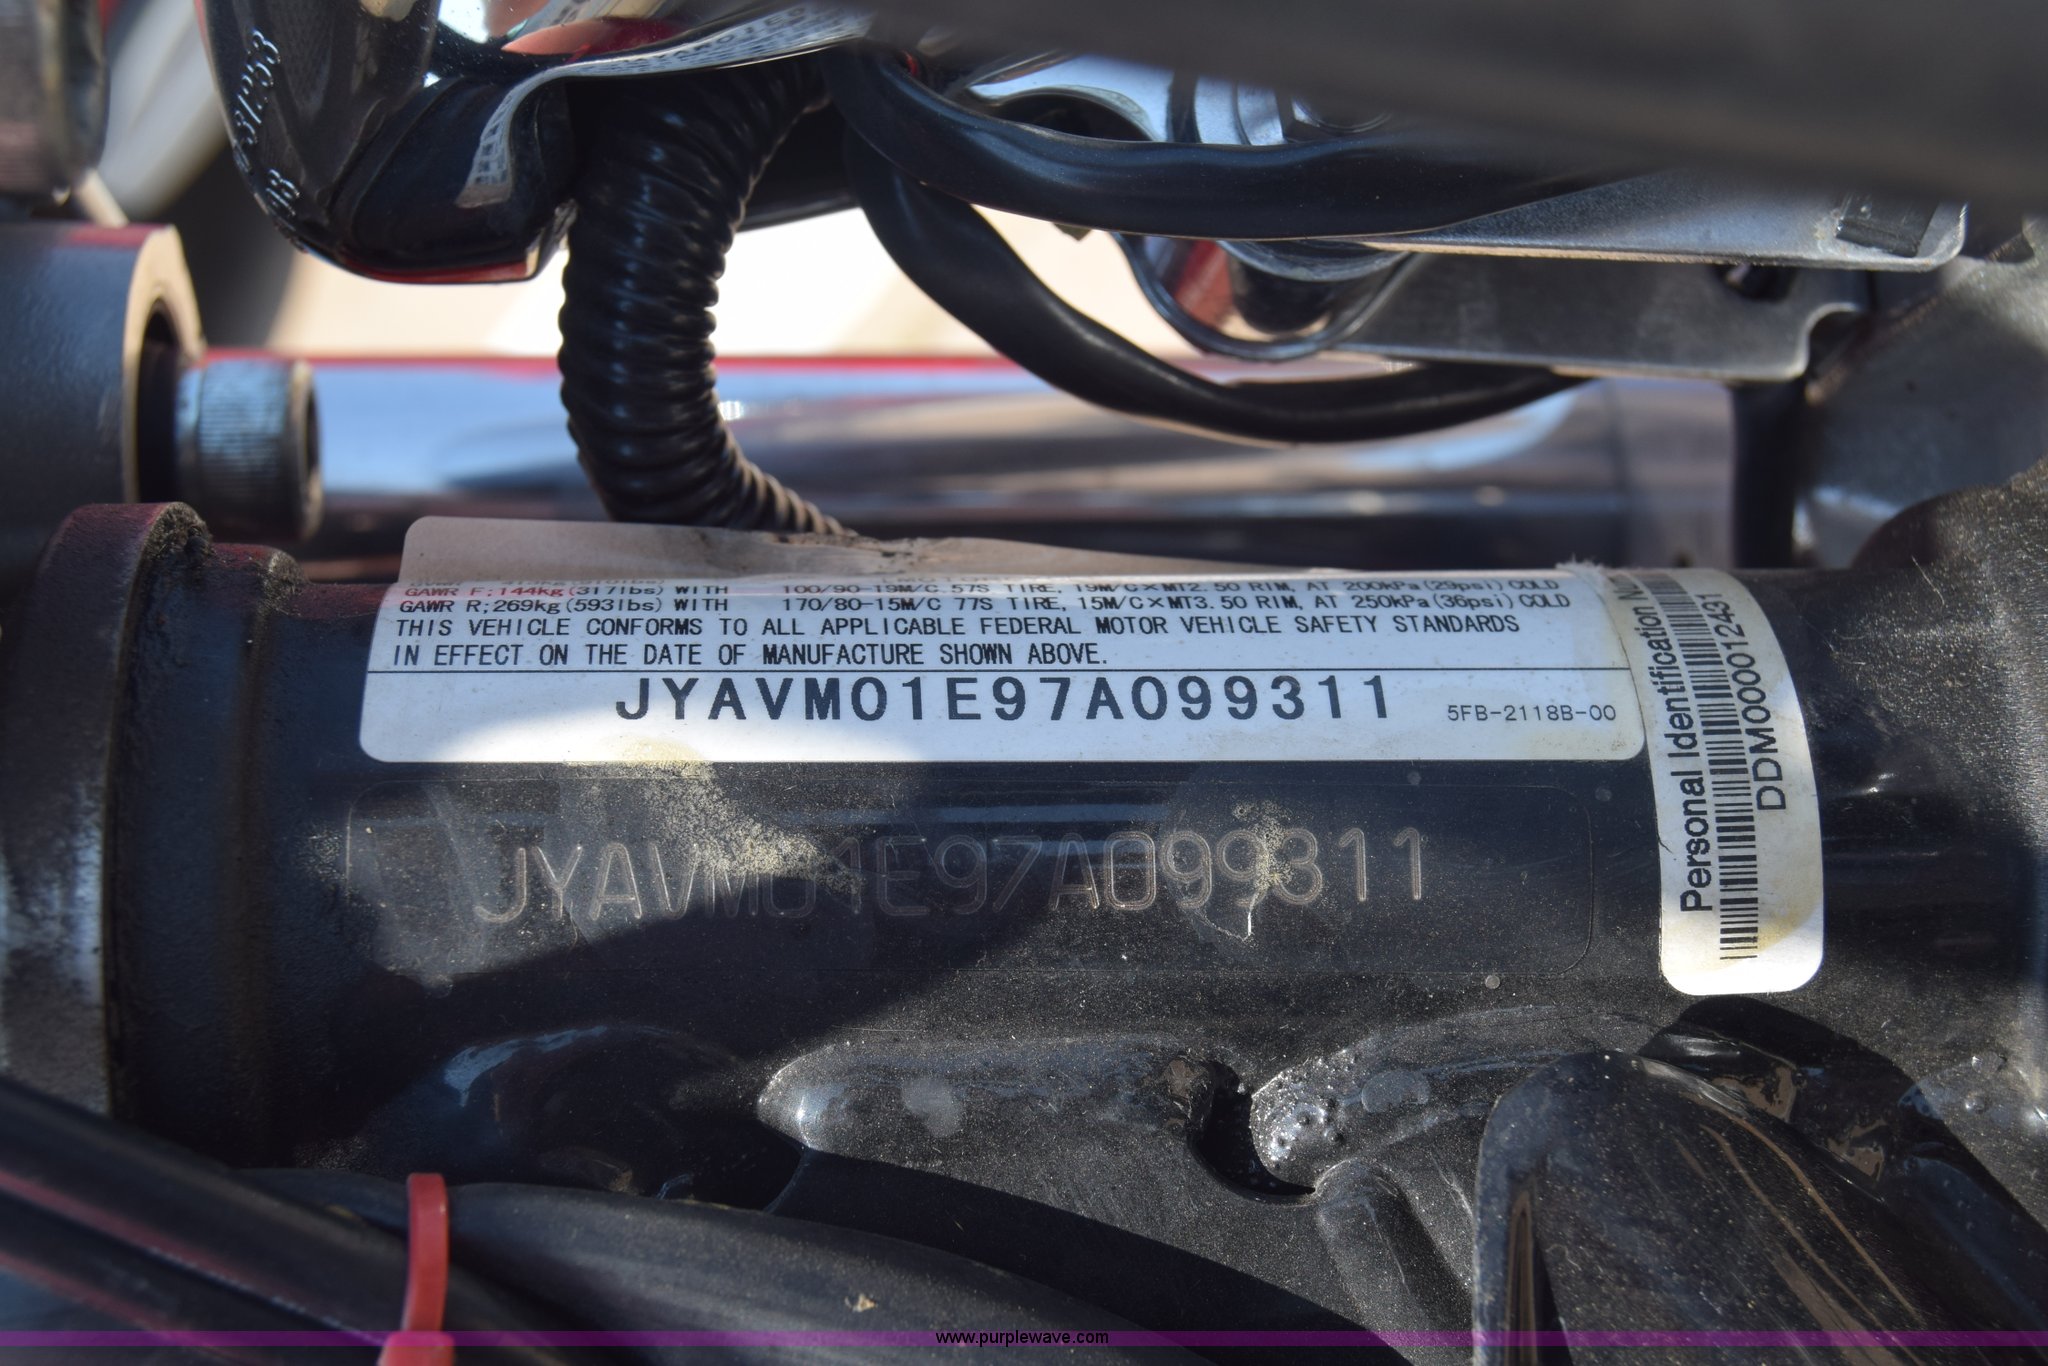 31253
GAWR F;144kg(317lbs) WITH 100/90-19M/C 57S TIRE, 19M/C×MT2.50 RIM, AT 200kPa(29psi) COLD
GAWR R;269kg(593lbs) WITH 170/80-15M/C 77S TIRE, 15M/C×MT3.50 RIM, AT 250kPa(36psi) COLD
THIS VEHICLE CONFORMS TO ALL APPLICABLE FEDERAL MOTOR VEHICLE SAFETY STANDARDS
IN EFFECT ON THE DATE OF MANUFACTURE SHOWN ABOVE.
JYAVM01E97A099311 5FB-2118B-00
JYAVM01E97A099311
Personal Identification
DDM000012431
www.purplewave.com